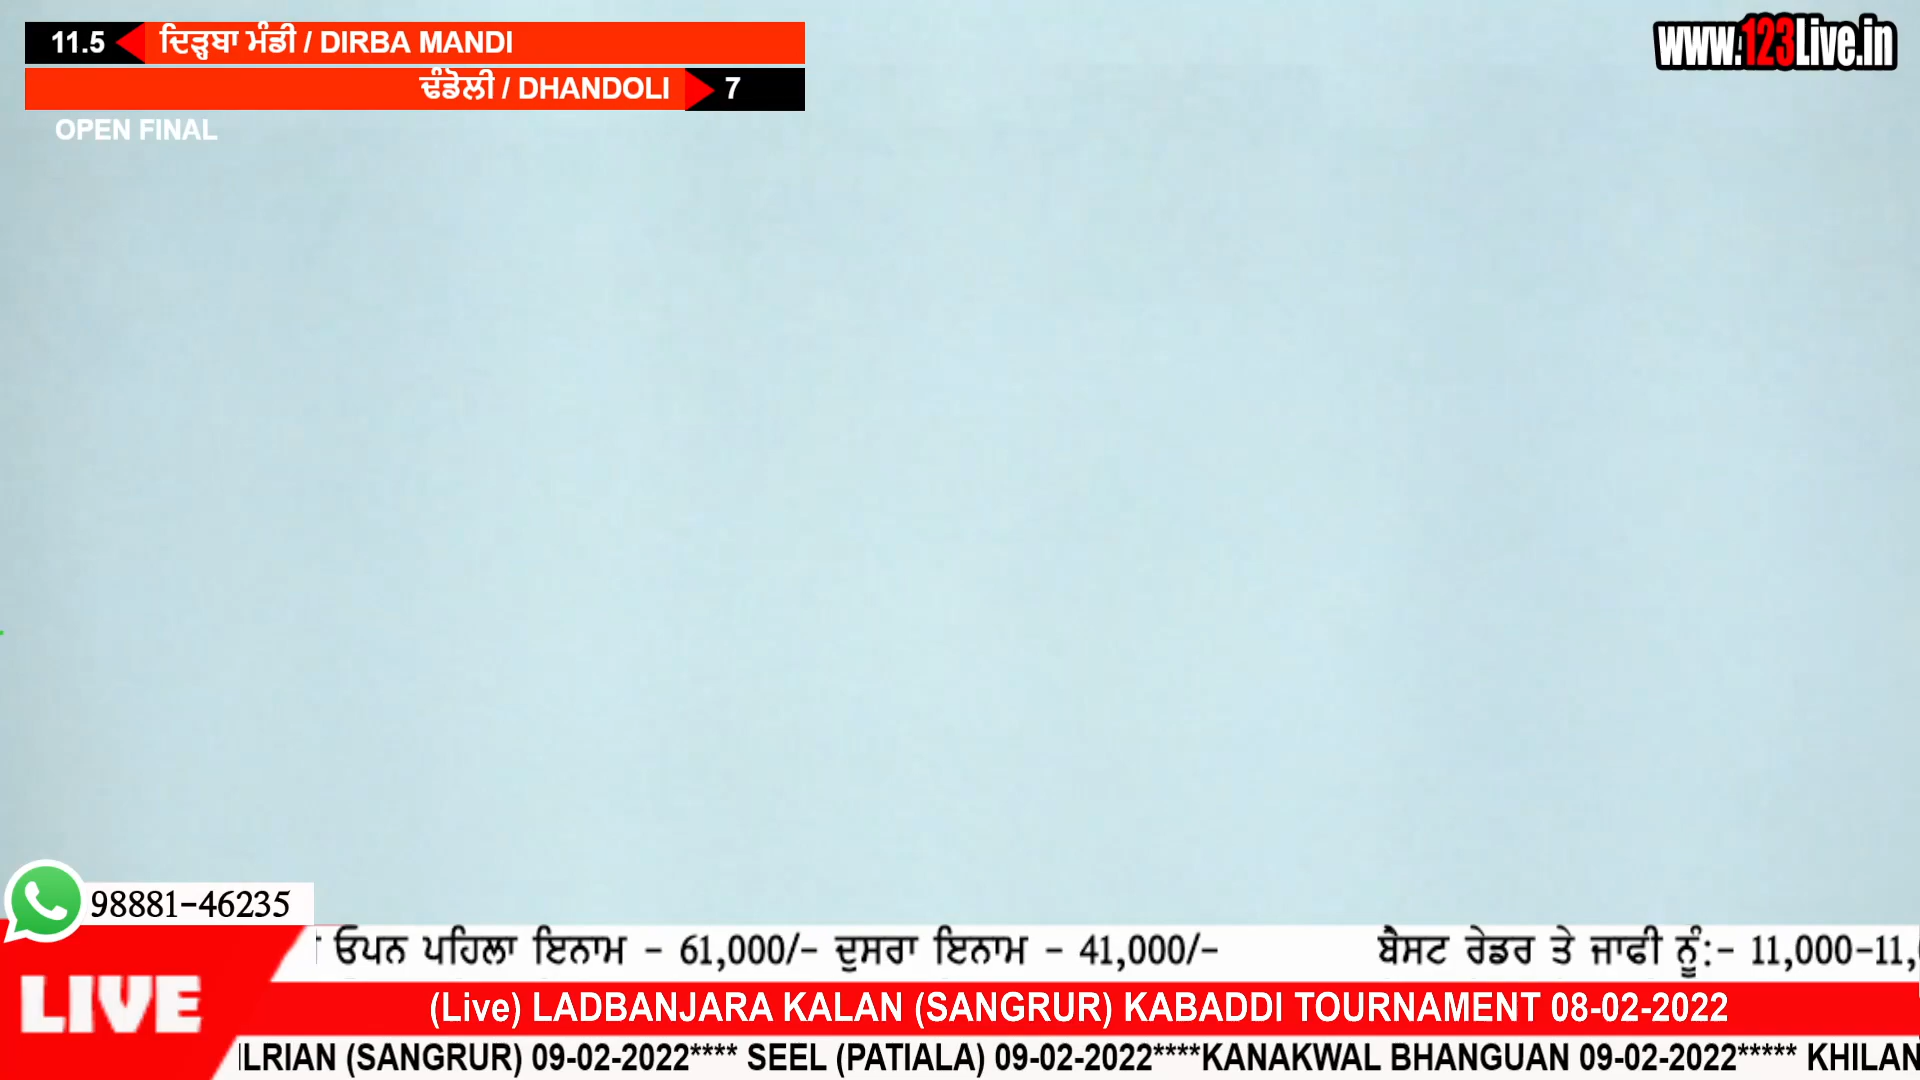 11.5 ਦਿੜ੍ਹਬਾ ਮੰਡੀ / DIRBA MANDI
www.123Live.in
ਢੰਡੋਲੀ / DHANDOLI 7
OPEN FINAL
98881-46235
ਓਪਨ ਪਹਿਲਾ ਇਨਾਮ - 61,000/- ਦੁਸਰਾ ਇਨਾਮ - 41,000/- ਬੈਸਟ ਰੇਡਰ ਤੇ ਜਾਫੀ ਨੂੰ:- 11,000-11,
LIVE
(Live) LADBANJARA KALAN (SANGRUR) KABADDI TOURNAMENT 08-02-2022
ILRIAN (SANGRUR) 09-02-2022**** SEEL (PATIALA) 09-02-2022****KANAKWAL BHANGUAN 09-02-2022***** KHILAN